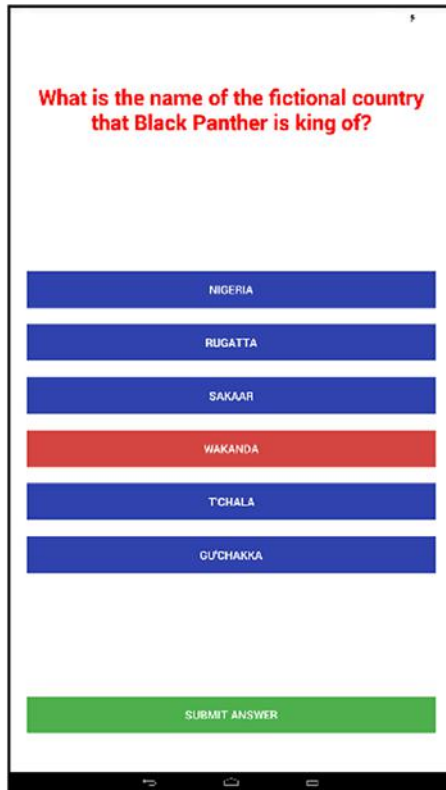 What is the name of the fictional country
that Black Panther is king of?
NIGERIA
RUGATTA
SAKAAR
WAKANDA
T'CHALA
GU'CHAKKA
SUBMIT ANSWER